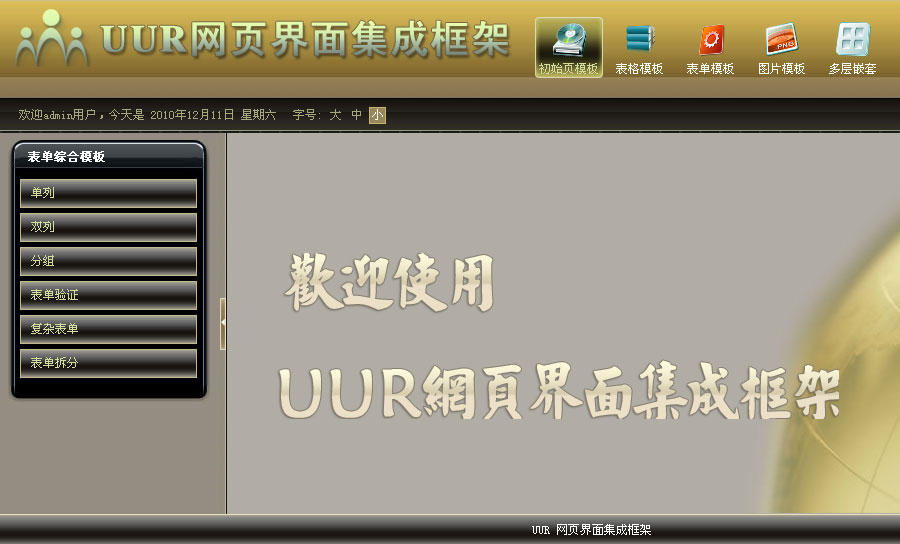 UUR网页界面集成框架
初始页模板 表格模板 表单模板 图片模板 多层嵌套
PNG
欢迎admin用户，今天是 2010年12月11日 星期六 字号: 大 中 小
表单综合模板
单列
双列
分组
表单验证
复杂表单
表单拆分
歡迎使用
UUR網頁界面集成框架
UUR 网页界面集成框架